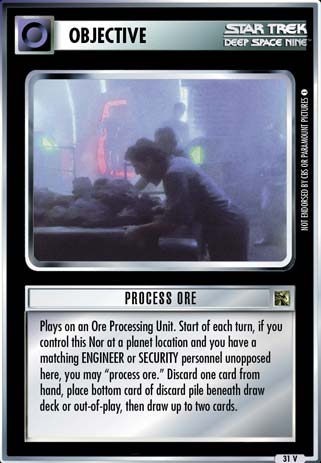 OBJECTIVE
STAR TREK
DEEP SPACE NINE™
NOT ENDORSED BY CBS OR PARAMOUNT PICTURES
PROCESS ORE
Plays on an Ore Processing Unit. Start of each turn, if you
control this Nor at a planet location and you have a
matching ENGINEER or SECURITY personnel unopposed
here, you may “process ore.” Discard one card from
hand, place bottom card of discard pile beneath draw
deck or out-of-play, then draw up to two cards.
31 V